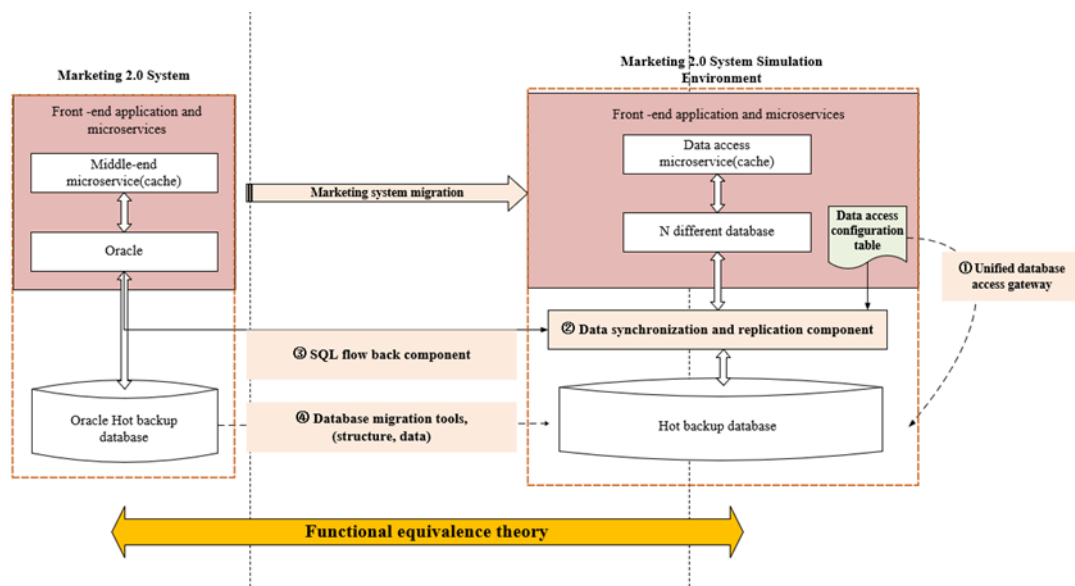 Marketing 2.0 System
Front -end application and
microservices
Middle-end
microservice(cache)
Oracle
Oracle Hot backup
database
Marketing system migration
③ SQL flow back component
④ Database migration tools,
(structure, data)
Marketing 2.0 System Simulation
Environment
Front -end application and microservices
Data access
microservice(cache)
N different database
Data access
configuration
table
① Unified database
access gateway
② Data synchronization and replication component
Hot backup database
Functional equivalence theory